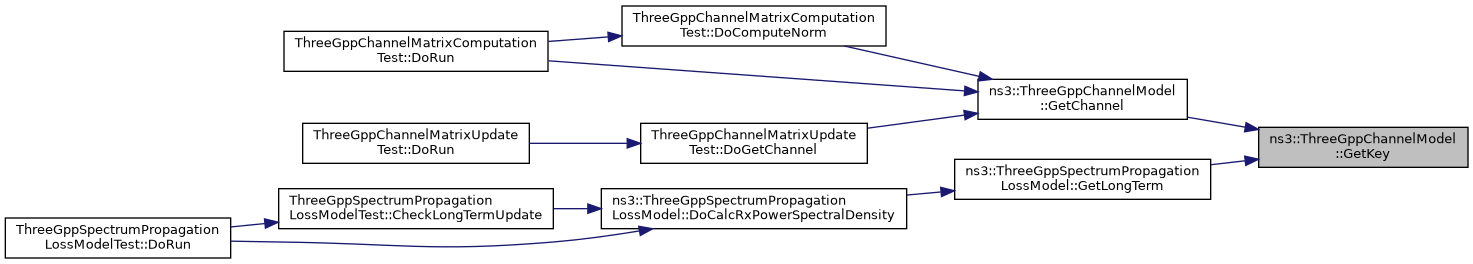 ThreeGppChannelMatrixComputation
Test::DoComputeNorm
ThreeGppChannelMatrixComputation
Test::DoRun
ns3::ThreeGppChannelModel
::GetChannel
ThreeGppChannelMatrixUpdate
Test::DoRun
ThreeGppChannelMatrixUpdate
Test::DoGetChannel
ns3::ThreeGppChannelModel
::GetKey
ns3::ThreeGppSpectrumPropagation
LossModel::GetLongTerm
ThreeGppSpectrumPropagation
LossModelTest::CheckLongTermUpdate
ns3::ThreeGppSpectrumPropagation
LossModel::DoCalcRxPowerSpectralDensity
ThreeGppSpectrumPropagation
LossModelTest::DoRun